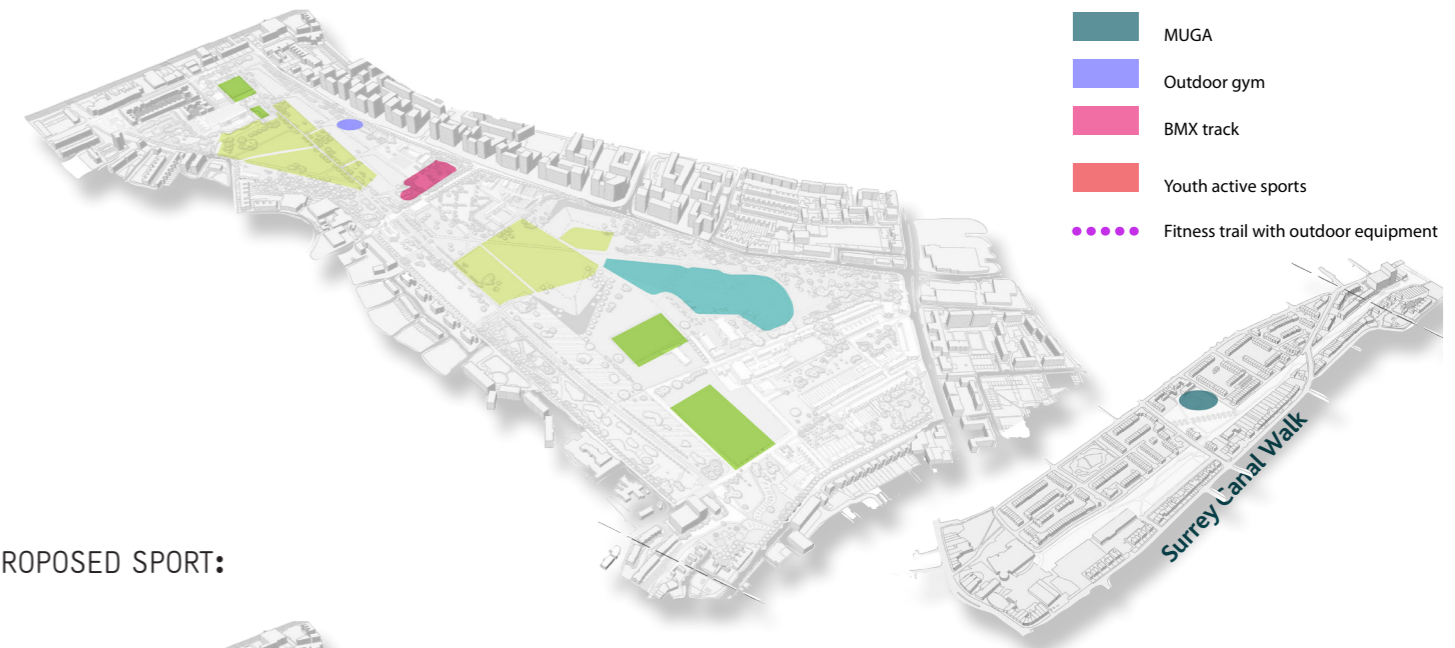 MUGA
Outdoor gym
BMX track
Youth active sports
Fitness trail with outdoor equipment
Surrey Canal Walk
ROPOSED SPORT: